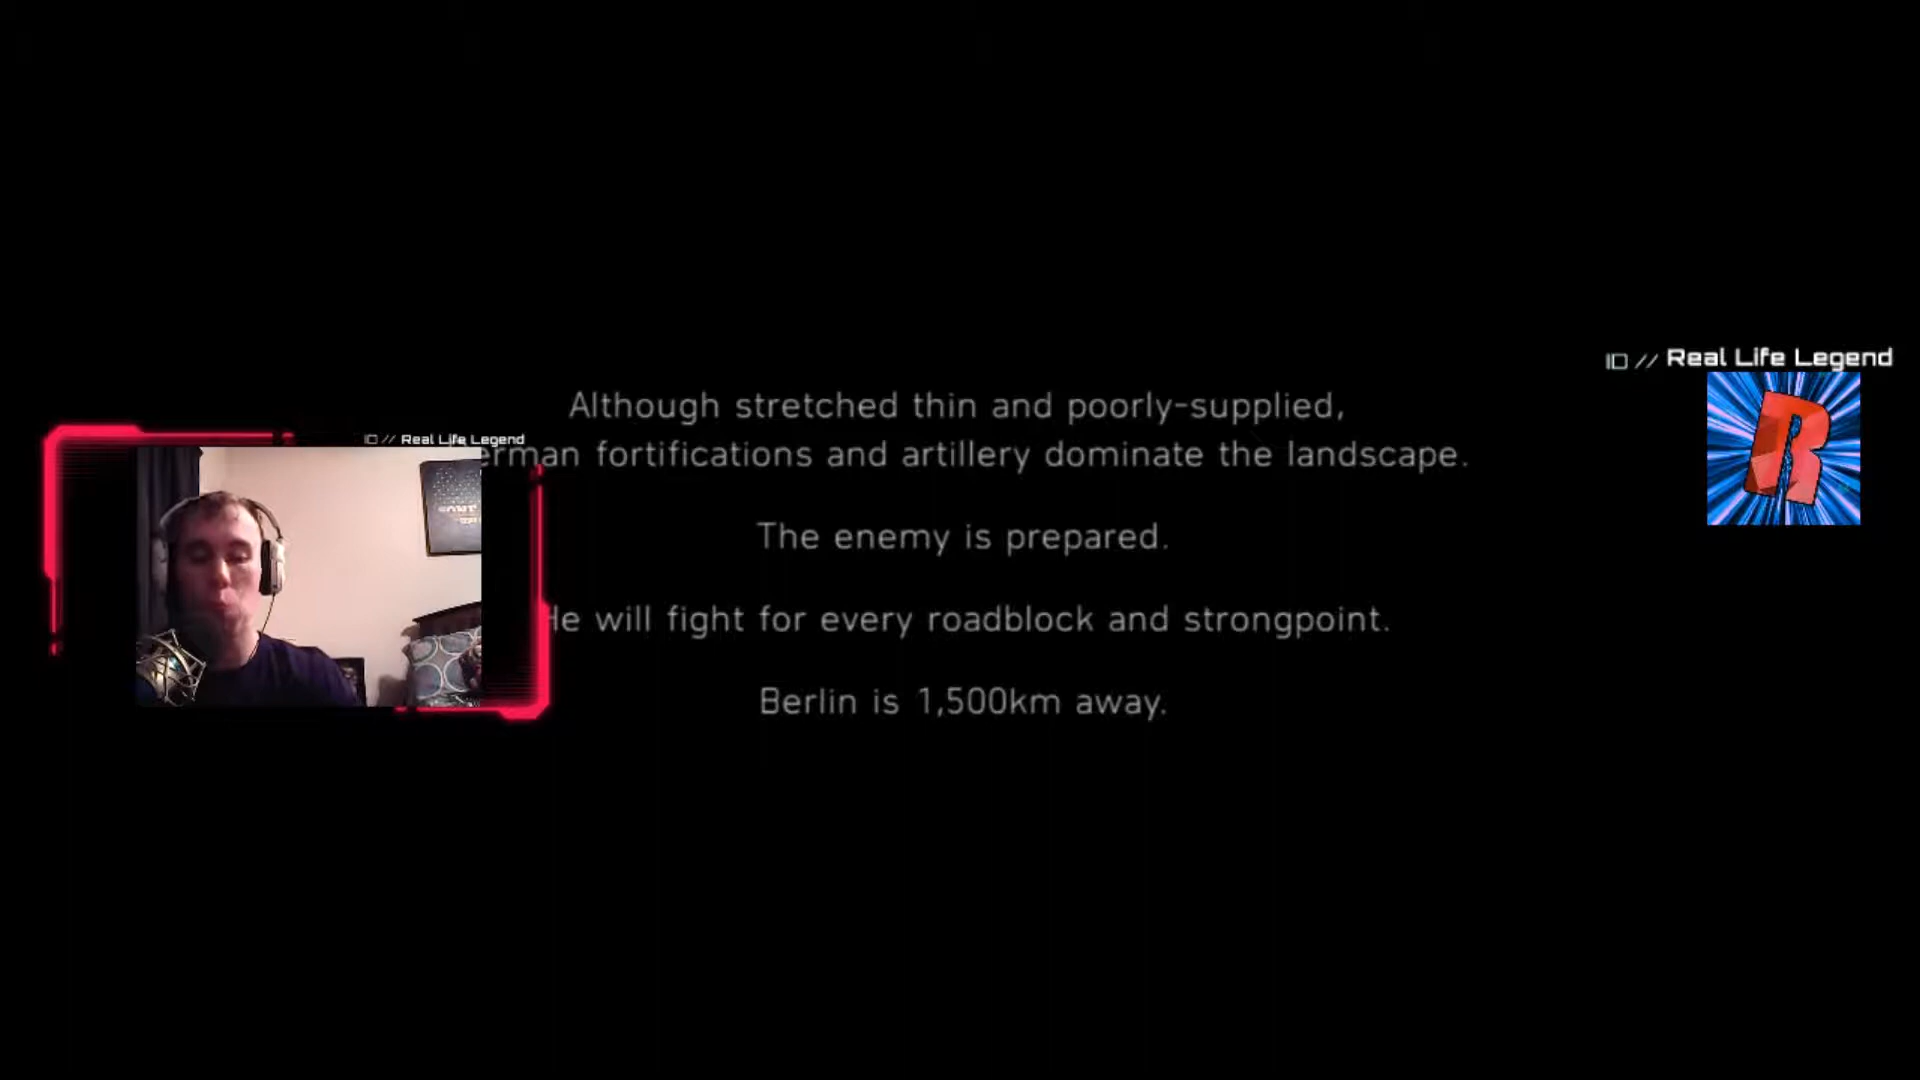 ID // Real Life Legend
Although stretched thin and poorly-supplied,
erman fortifications and artillery dominate the landscape.
The enemy is prepared.
He will fight for every roadblock and strongpoint.
Berlin is 1,500km away.
ID // Real Life Legend
R